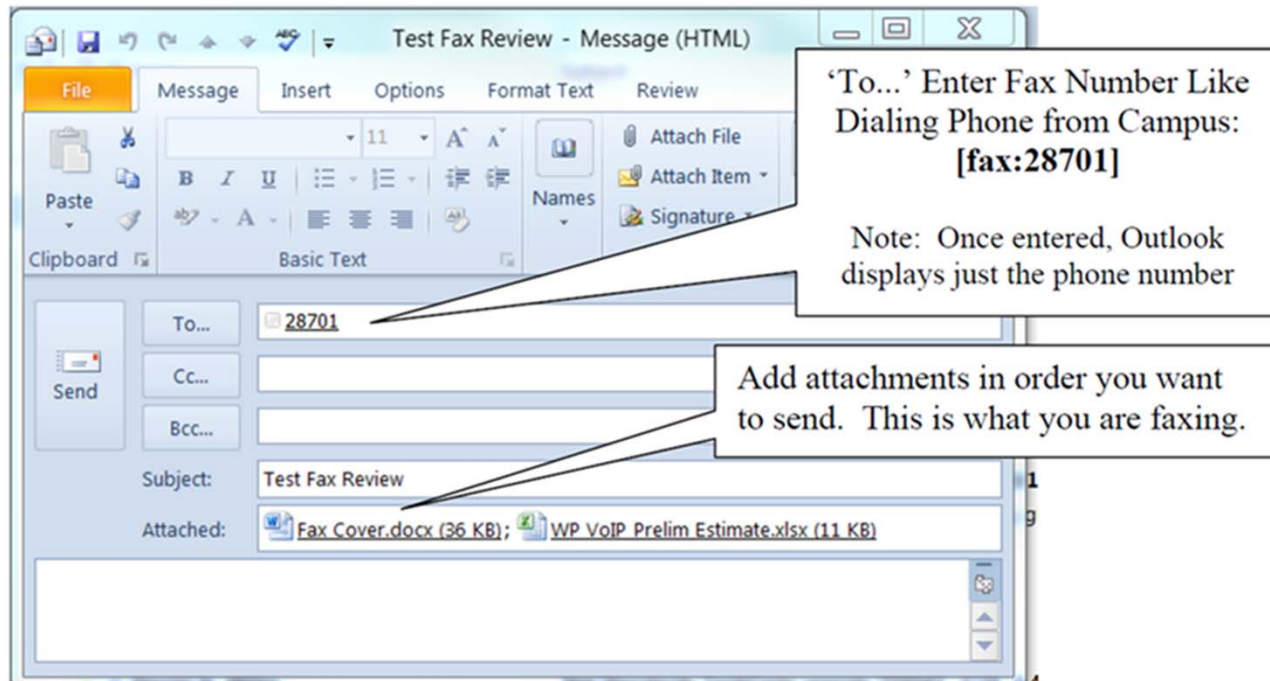 Test Fax Review - Message (HTML)
File Message Insert Options Format Text Review
‘To...’ Enter Fax Number Like
Dialing Phone from Campus:
[fax:28701]
Note: Once entered, Outlook
displays just the phone number
Paste
Clipboard
11 A A
B I U
ab A
Basic Text
Names
Attach File
Attach Item
Signature
Send
To... 28701
Cc...
Bcc...
Add attachments in order you want
to send. This is what you are faxing.
Subject: Test Fax Review
Attached: Fax Cover.docx (36 KB); WP VoIP Prelim Estimate.xlsx (11 KB)
1
g